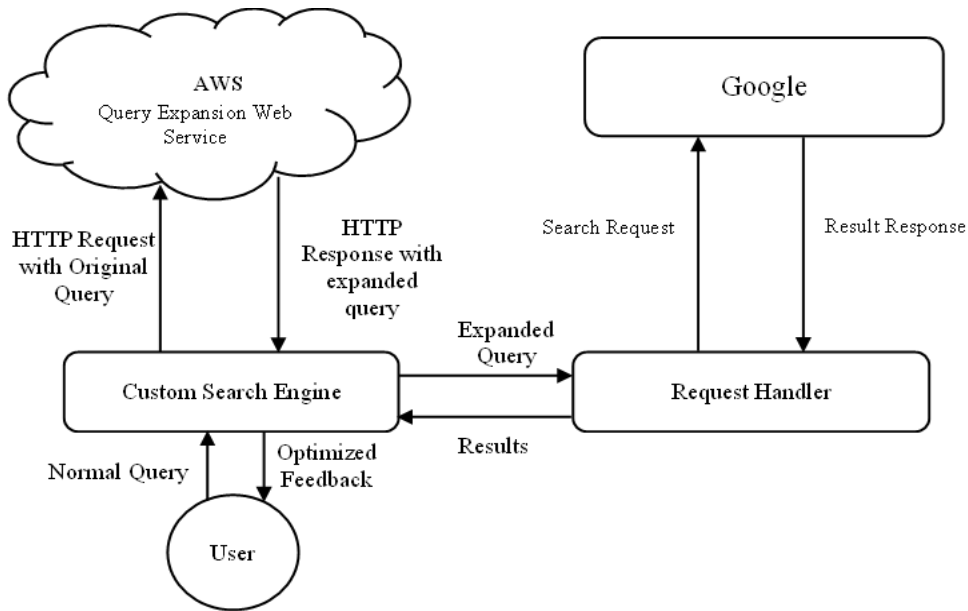 AWS
Query Expansion Web
Service
Google
HTTP Request
with Original
Query
HTTP
Response with
expanded
query
Search Request
Result Response
Expanded
Query
Custom Search Engine
Request Handler
Results
Normal Query
Optimized
Feedback
User